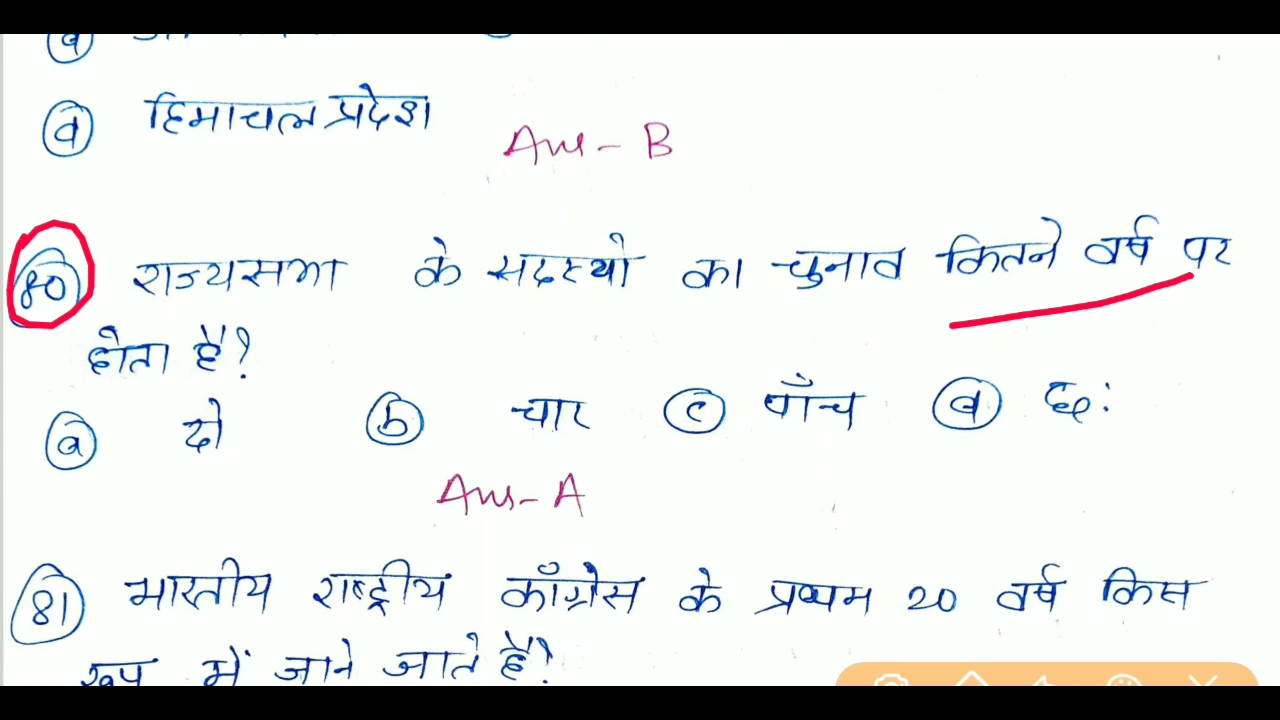 (d) हिमाचल प्रदेश
Ans - B
(80) राज्यसभा के सदस्यो का चुनाव कितने वर्ष पर
होता है?
(a) दो (b) चार (c) पाँच (d) छ:
Ans - A
(81) भारतीय राष्ट्रीय काँग्रेस के प्रथम 20 वर्ष किस
रूप में जाने जाते हैं?